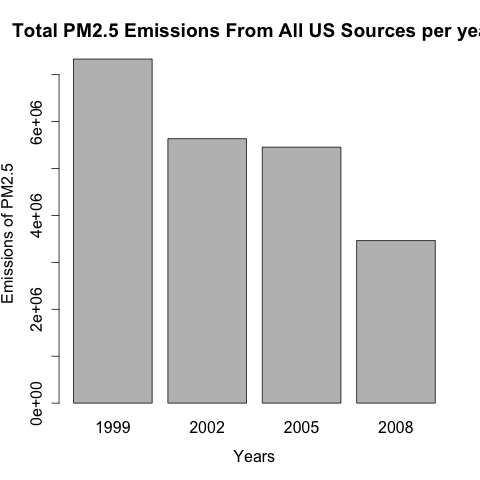 Total PM2.5 Emissions From All US Sources per yea
Emissions of PM2.5
6e+06
4e+06
2e+06
0e+00
1999 2002 2005 2008
Years